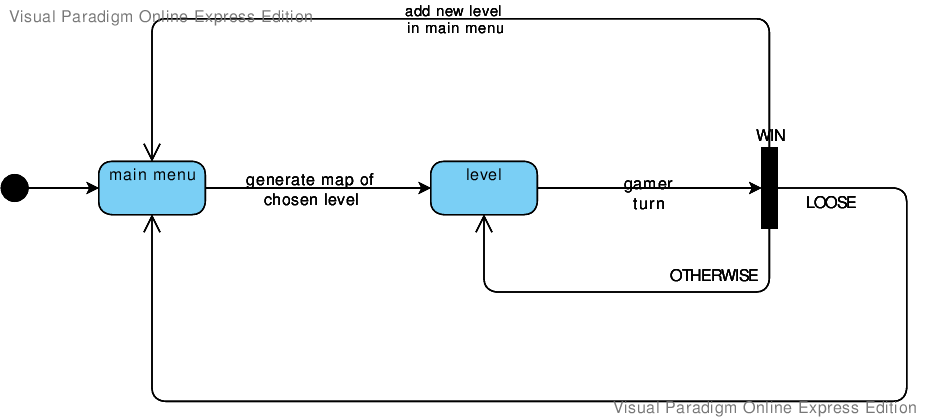 Visual Paradigm Online Express Edition
add new level
in main menu
WIN
main menu
generate map of
chosen level
level
gamer
turn
LOOSE
OTHERWISE
Visual Paradigm Online Express Edition